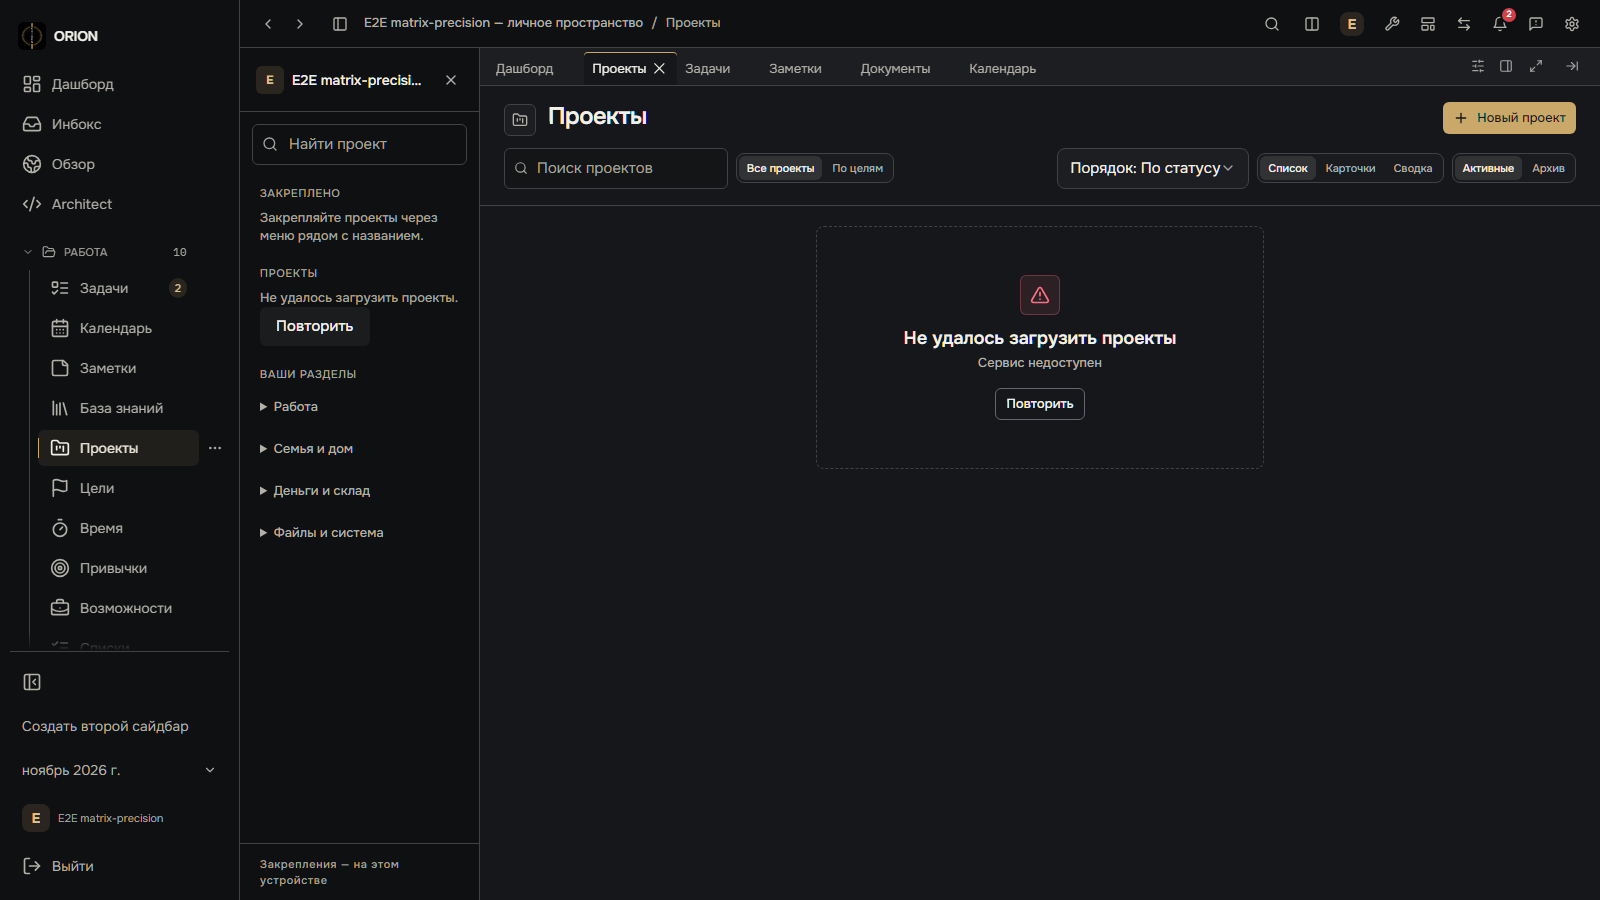 ORION
Дашборд
Инбокс
Обзор
Architect
РАБОТА 10
Задачи 2
Календарь
Заметки
База знаний
Проекты
Цели
Время
Привычки
Возможности
Списки
Создать второй сайдбар
ноябрь 2026 г.
E E2E matrix-precision
Выйти
E2E matrix-precision — личное пространство / Проекты
E
2
E E2E matrix-precisi...
Найти проект
ЗАКРЕПЛЕНО
Закрепляйте проекты через
меню рядом с названием.
ПРОЕКТЫ
Не удалось загрузить проекты.
Повторить
ВАШИ РАЗДЕЛЫ
Работа
Семья и дом
Деньги и склад
Файлы и система
Закрепления — на этом
устройстве
Дашборд Проекты Задачи Заметки Документы Календарь
Проекты
Новый проект
Поиск проектов Все проекты По целям Порядок: По статусу Список Карточки Сводка Активные Архив
Не удалось загрузить проекты
Сервис недоступен
Повторить